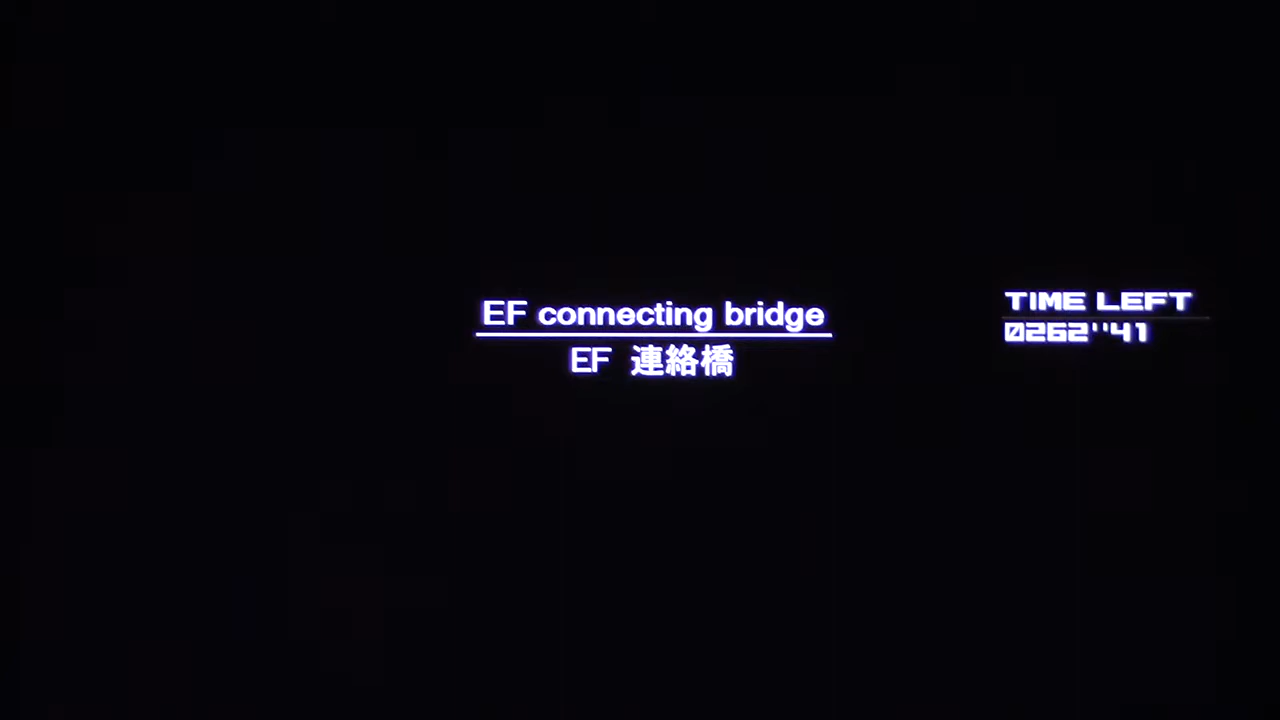 EF connecting bridge
EF 連絡橋
TIME LEFT
0262''41